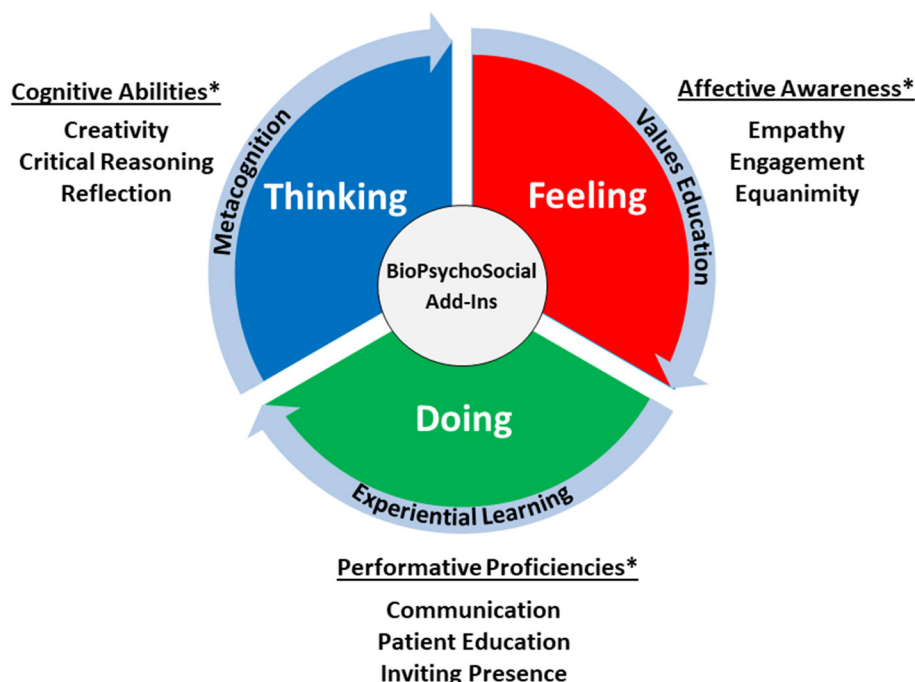 Cognitive Abilities*
Creativity
Critical Reasoning
Reflection
Metacognition
Thinking
Feeling
Values Education
Affective Awareness*
Empathy
Engagement
Equanimity
BioPsychoSocial
Add-Ins
Doing
Experiential Learning
Performative Proficiencies*
Communication
Patient Education
Inviting Presence